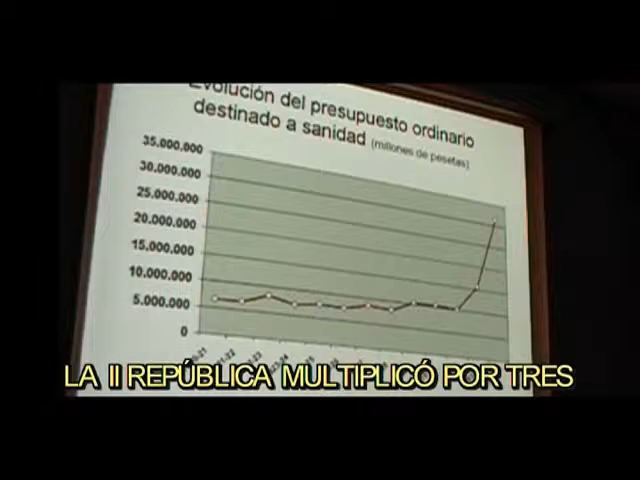 Evolución del presupuesto ordinario
destinado a sanidad (millones de pesetas)
35.000.000
30.000.000
25.000.000
20.000.000
15.000.000
10.000.000
5.000.000
0
LA II REPÚBLICA MULTIPLICÓ POR TRES